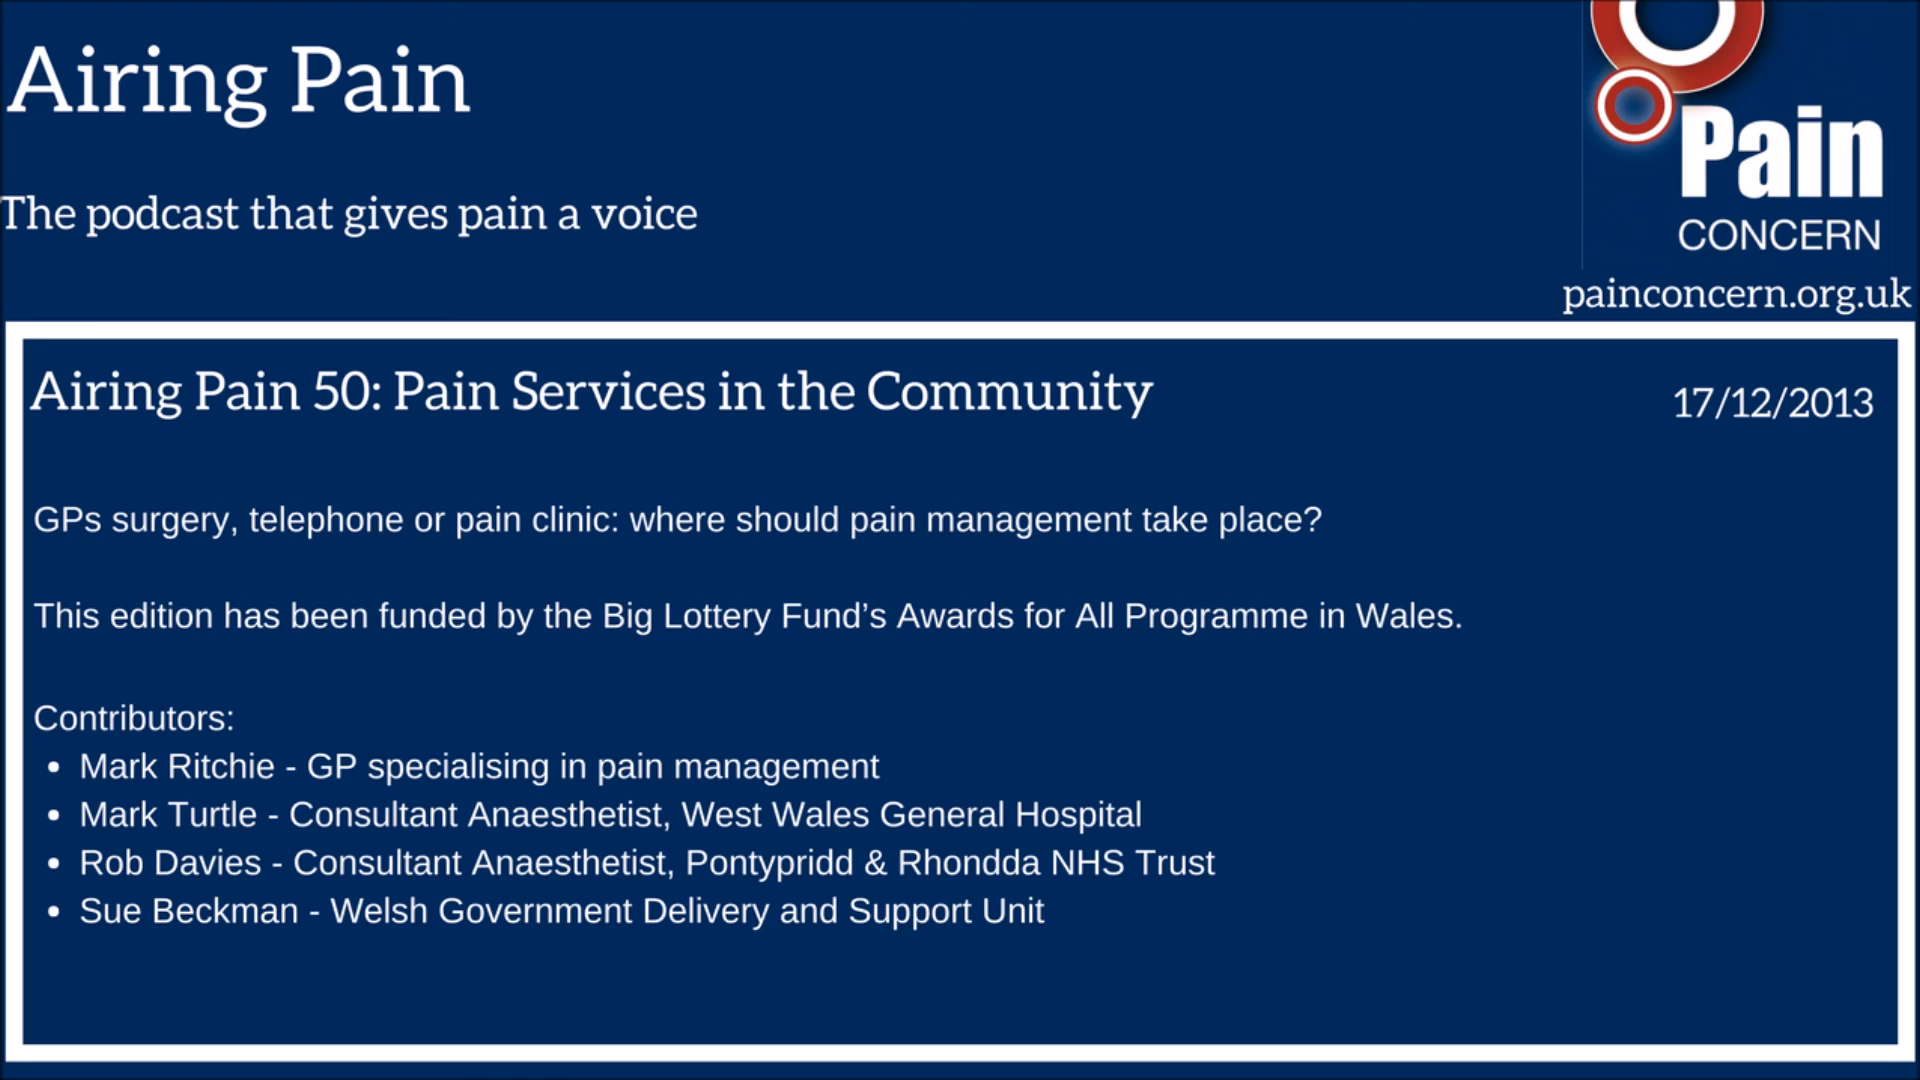 Airing Pain
The podcast that gives pain a voice
Pain
CONCERN
painconcern.org.uk
Airing Pain 50: Pain Services in the Community
17/12/2013
GPs surgery, telephone or pain clinic: where should pain management take place?
This edition has been funded by the Big Lottery Fund’s Awards for All Programme in Wales.
Contributors:
• Mark Ritchie - GP specialising in pain management
• Mark Turtle - Consultant Anaesthetist, West Wales General Hospital
• Rob Davies - Consultant Anaesthetist, Pontypridd & Rhondda NHS Trust
• Sue Beckman - Welsh Government Delivery and Support Unit